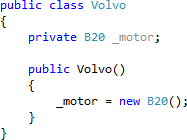 public class Volvo
{
    private B20 _motor;

    public Volvo()
    {
        _motor = new B20();
    }
}